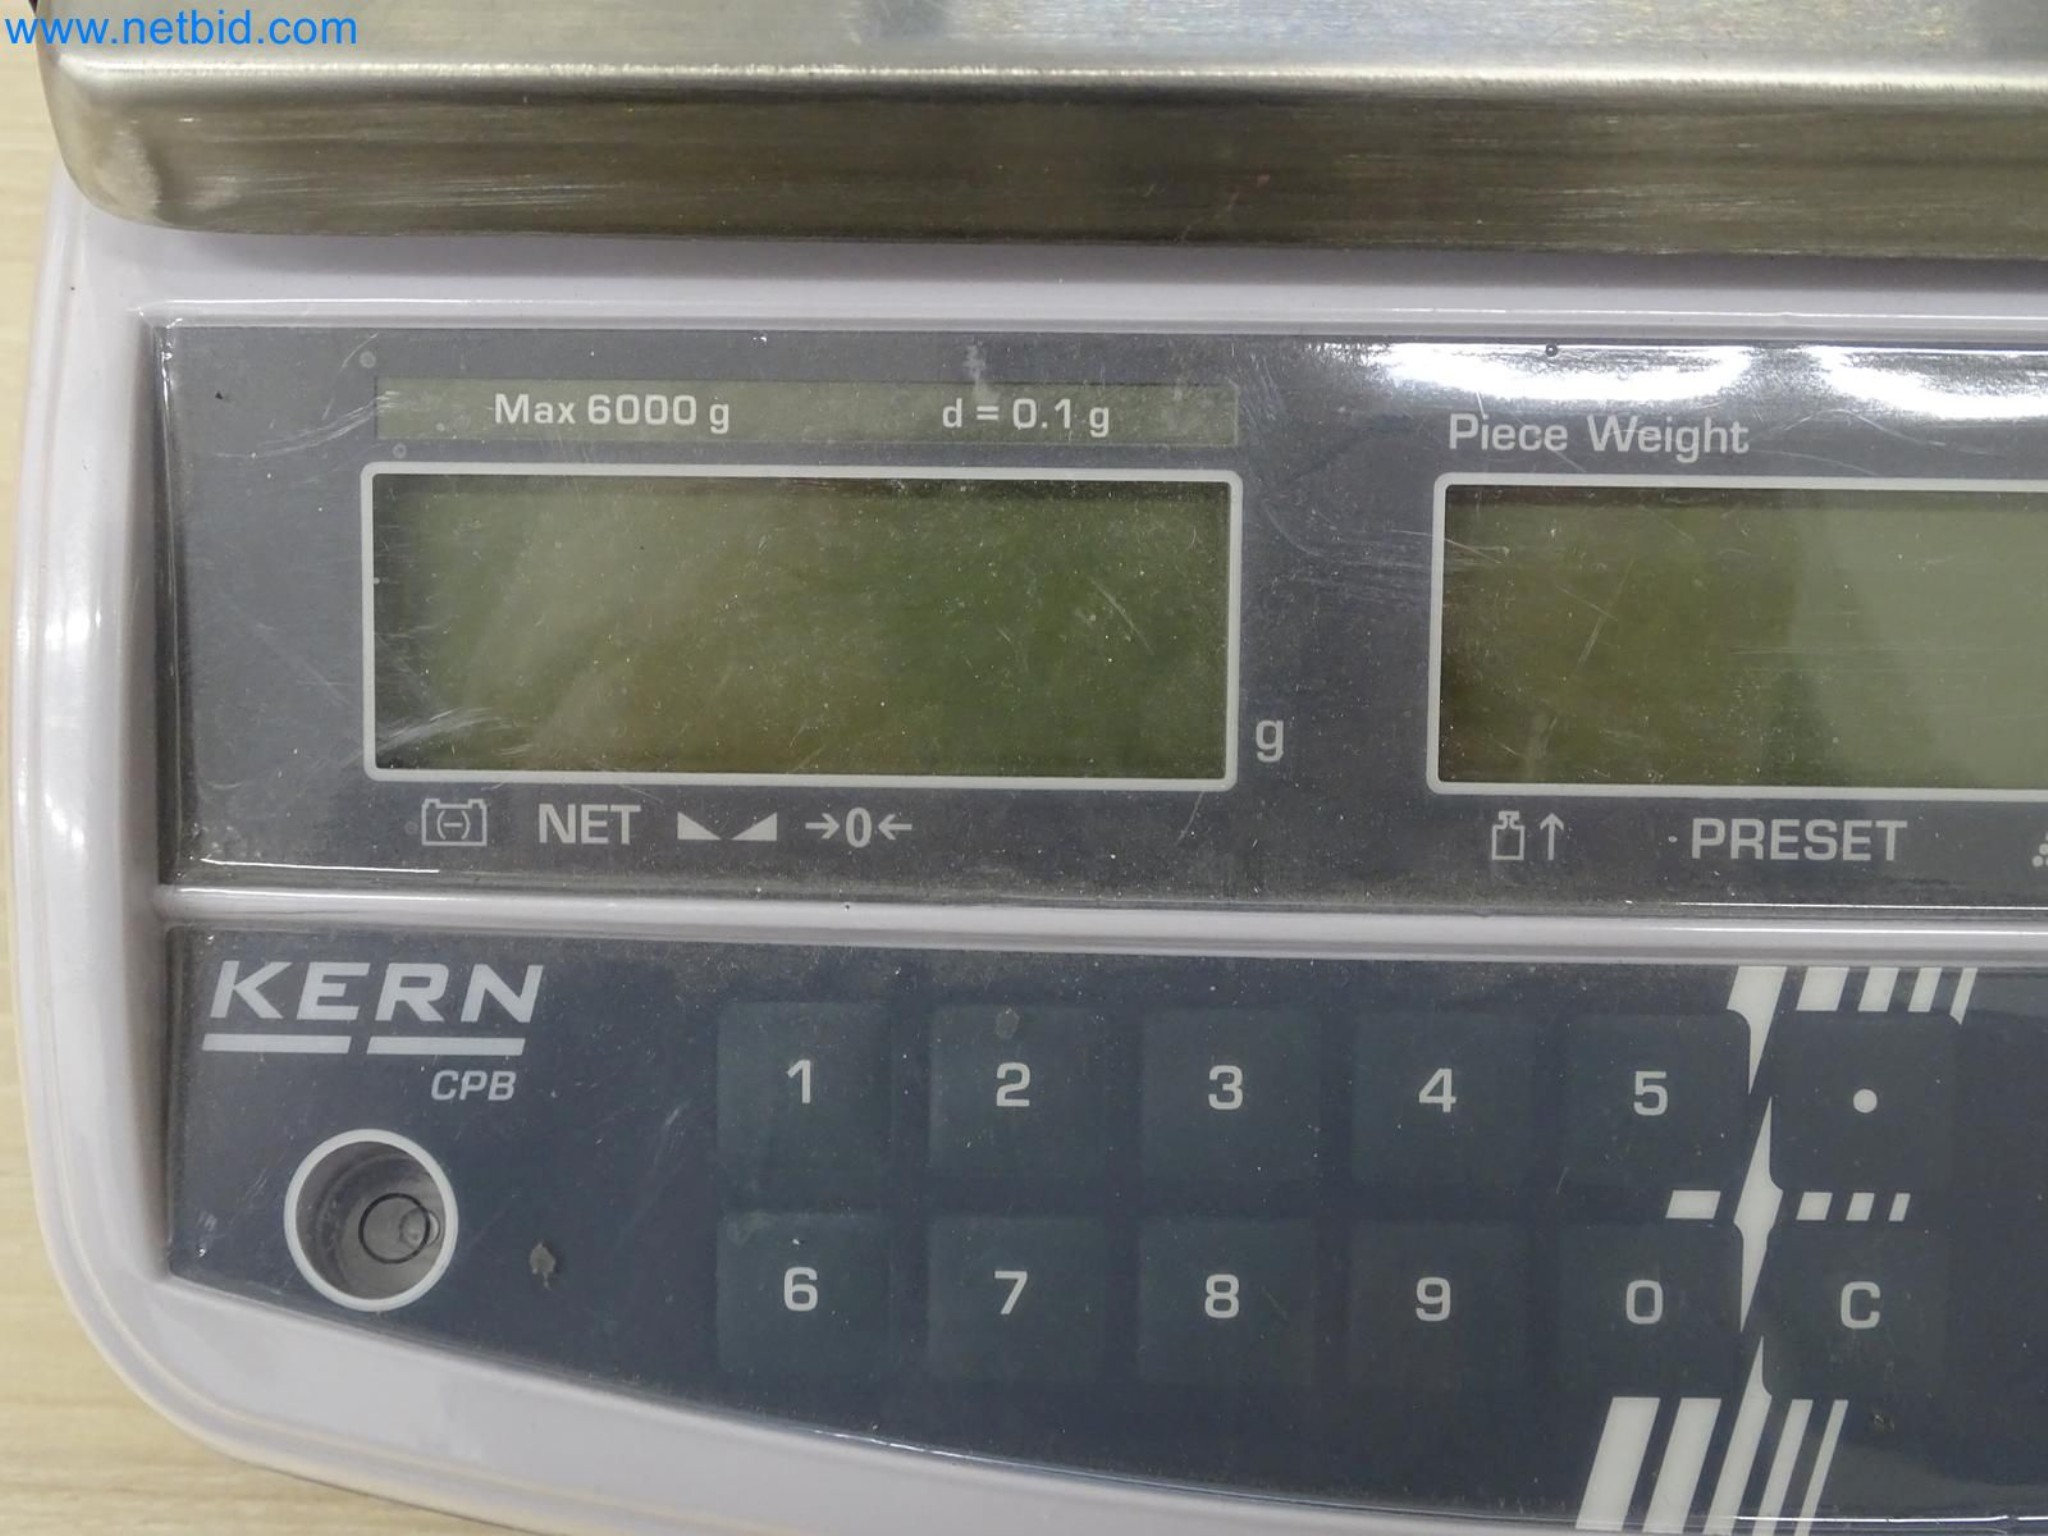 www.netbid.com
Max 6000 g d = 0.1 g
Piece Weight
g
NET →0← PRESET
KERN
CPB
1 2 3 4 5 •
6 7 8 9 0 C